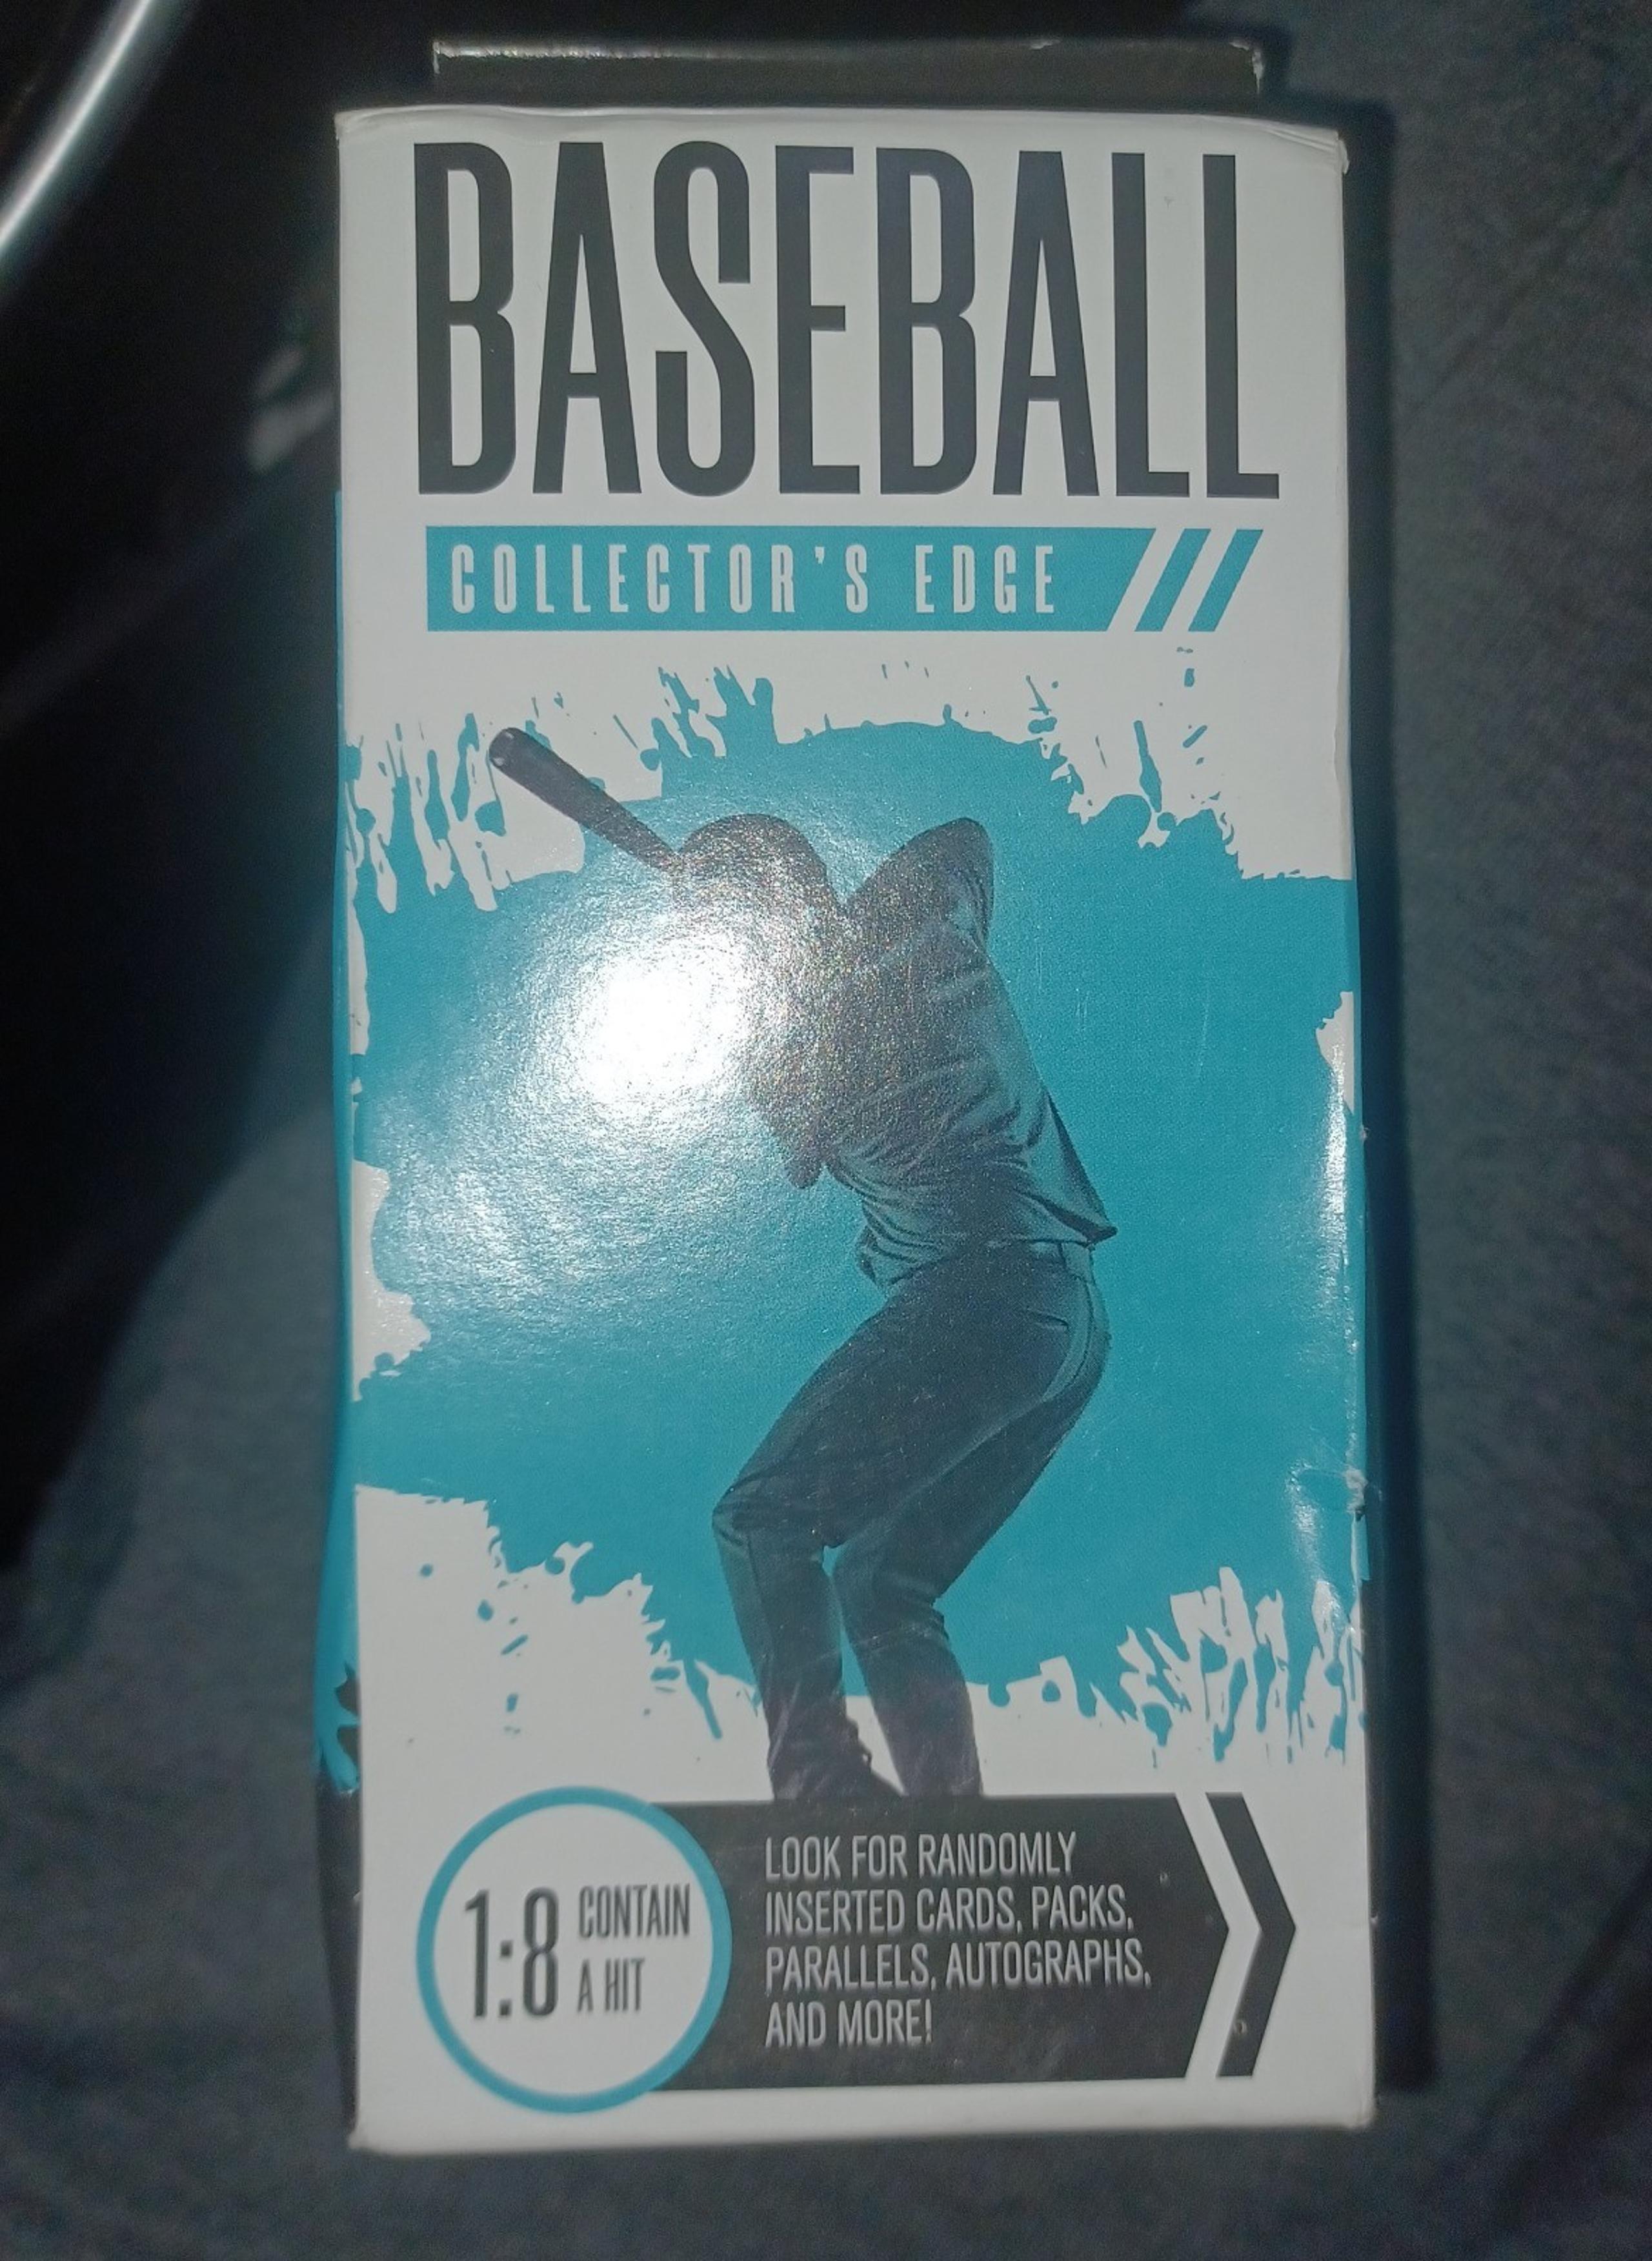 BASEBALL
COLLECTOR'S EDGE
1:8 CONTAIN
A HIT
LOOK FOR RANDOMLY
INSERTED CARDS, PACKS,
PARALLELS, AUTOGRAPHS,
AND MORE!